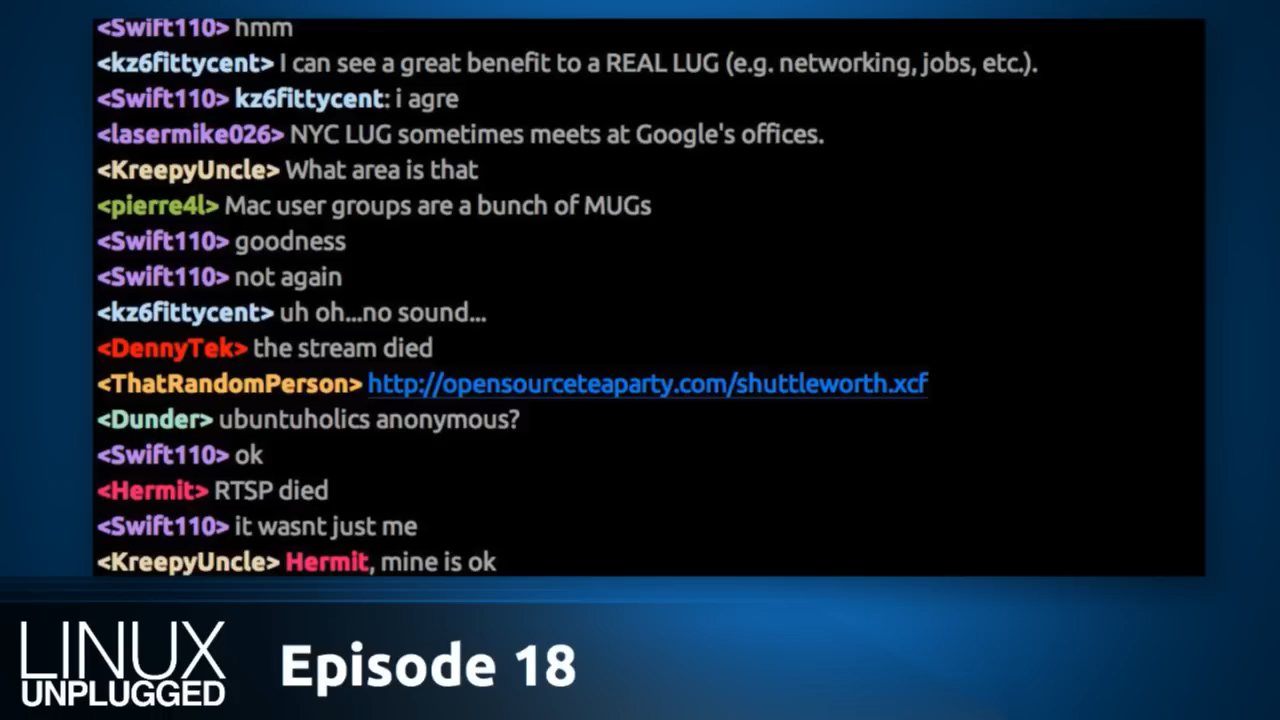 <Swift110> hmm
<kz6fittycent> I can see a great benefit to a REAL LUG (e.g. networking, jobs, etc.).
<Swift110> kz6fittycent: i agre
<lasermike026> NYC LUG sometimes meets at Google's offices.
<KreepyUncle> What area is that
<pierre4l> Mac user groups are a bunch of MUGs
<Swift110> goodness
<Swift110> not again
<kz6fittycent> uh oh...no sound...
<DennyTek> the stream died
<ThatRandomPerson> http://opensourceteaparty.com/shuttleworth.xcf
<Dunder> ubuntuholics anonymous?
<Swift110> ok
<Hermit> RTSP died
<Swift110> it wasnt just me
<KreepyUncle> Hermit, mine is ok
LINUX
UNPLUGGED
Episode 18